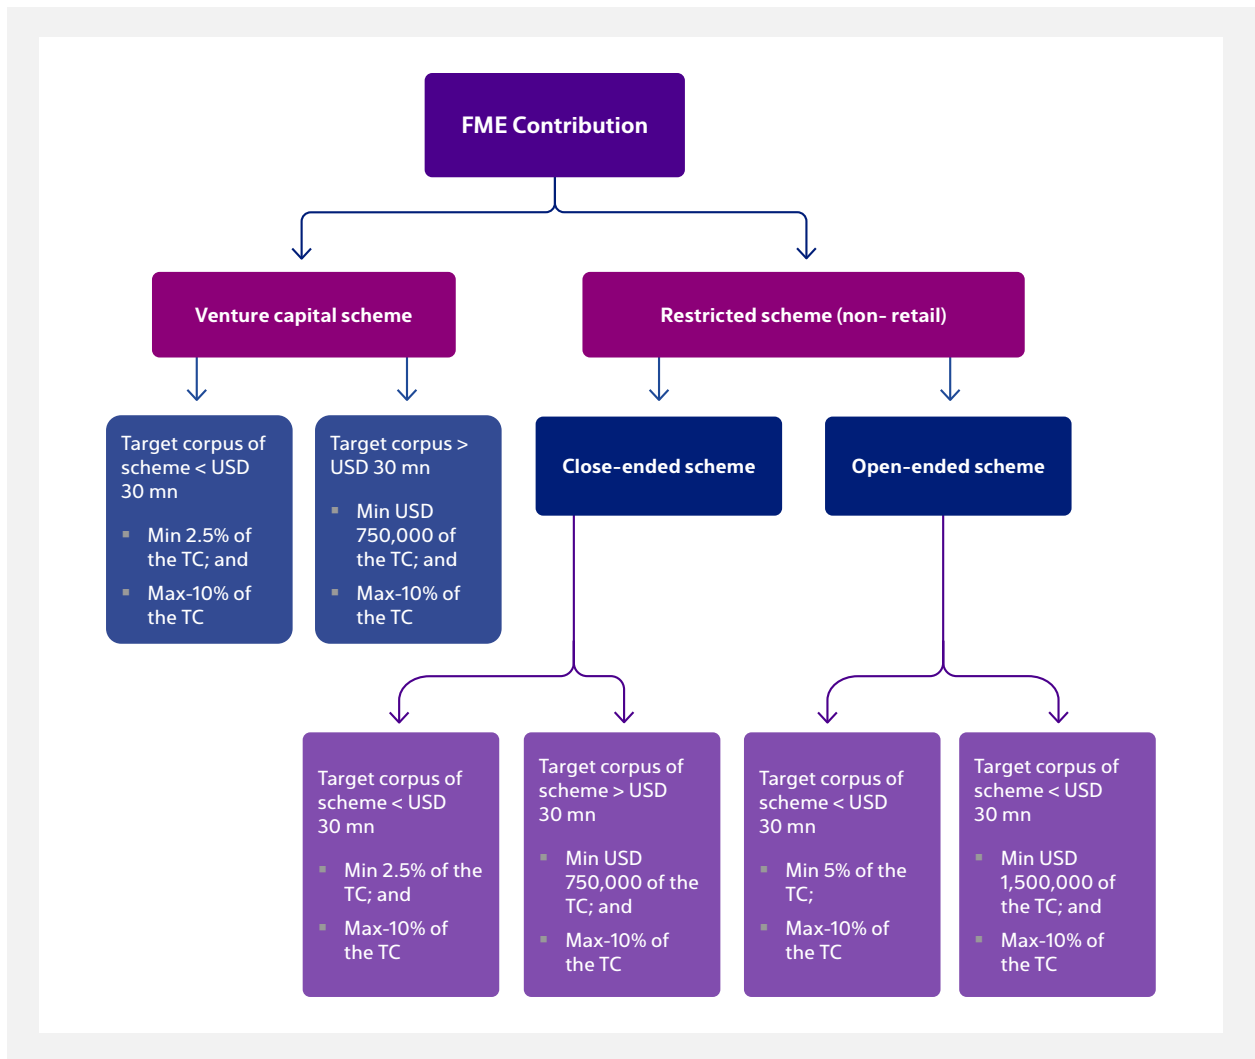 FME Contribution
Venture capital scheme
Restricted scheme (non- retail)
Target corpus of
scheme < USD
30 mn
▪ Min 2.5% of
the TC; and
▪ Max-10% of
the TC
Target corpus >
USD 30 mn
▪ Min USD
750,000 of
the TC; and
▪ Max-10% of
the TC
Close-ended scheme
Open-ended scheme
Target corpus of
scheme < USD
30 mn
▪ Min 2.5% of the
TC; and
▪ Max-10% of
the TC
Target corpus of
scheme > USD
30 mn
▪ Min USD
750,000 of the
TC; and
▪ Max-10% of
the TC
Target corpus of
scheme < USD
30 mn
▪ Min 5% of the
TC;
▪ Max-10% of
the TC
Target corpus of
scheme < USD
30 mn
▪ Min USD
1,500,000 of
the TC; and
▪ Max-10% of
the TC